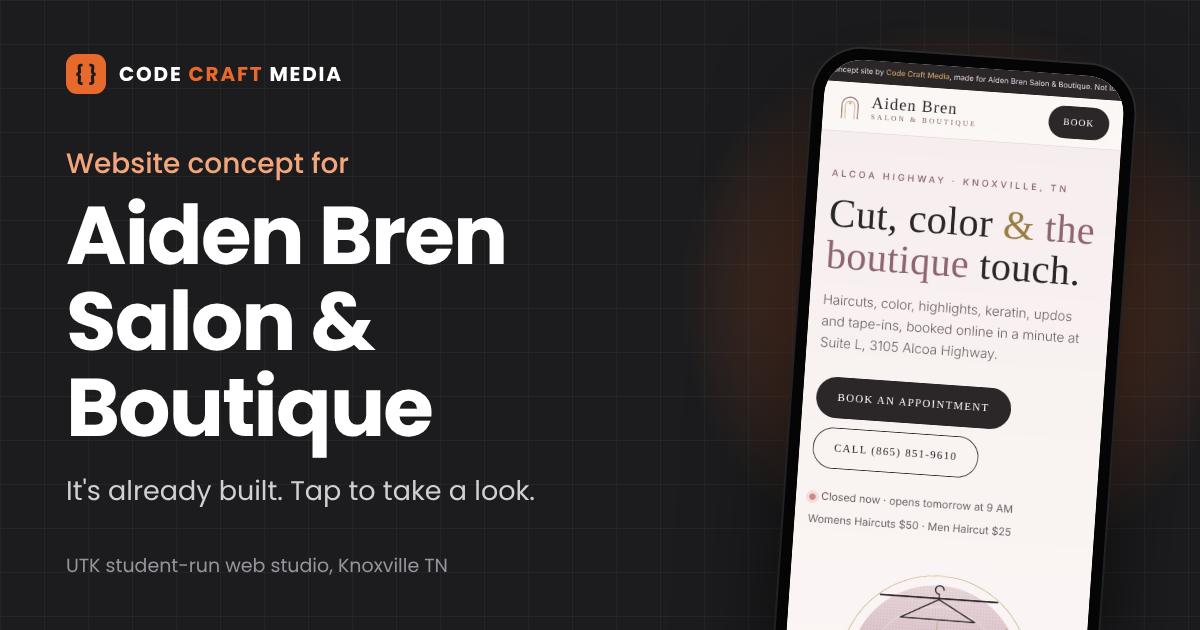 { } CODE CRAFT MEDIA
Website concept for
Aiden Bren
Salon &
Boutique
It's already built. Tap to take a look.
UTK student-run web studio, Knoxville TN
site by Code Craft Media, made for Aiden Bren Salon & Boutique. Not
Aiden Bren
SALON & BOUTIQUE
BOOK
ALCOA HIGHWAY · KNOXVILLE, TN
Cut, color & the
boutique touch.
Haircuts, color, highlights, keratin, updos
and tape-ins, booked online in a minute at
Suite L, 3105 Alcoa Highway.
BOOK AN APPOINTMENT
CALL (865) 851-9610
Closed now · opens tomorrow at 9 AM
Womens Haircuts $50 · Men Haircut $25